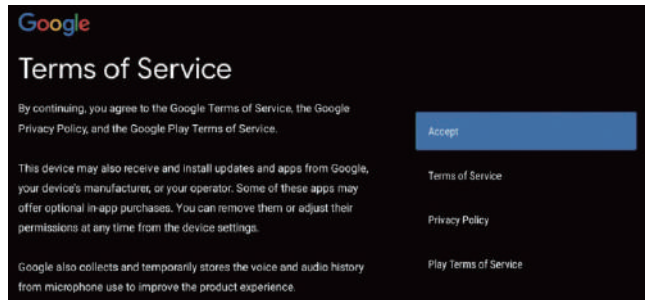 Google
Terms of Service
By continuing, you agree to the Google Terms of Service, the Google
Privacy Policy, and the Google Play Terms of Service.
This device may also receive and install updates and apps from Google,
your device's manufacturer, or your operator. Some of these apps may
offer optional in-app purchases. You can remove them or adjust their
permissions at any time from the device settings.
Google also collects and temporarily stores the voice and audio history
from microphone use to improve the product experience.
Accept
Terms of Service
Privacy Policy
Play Terms of Service